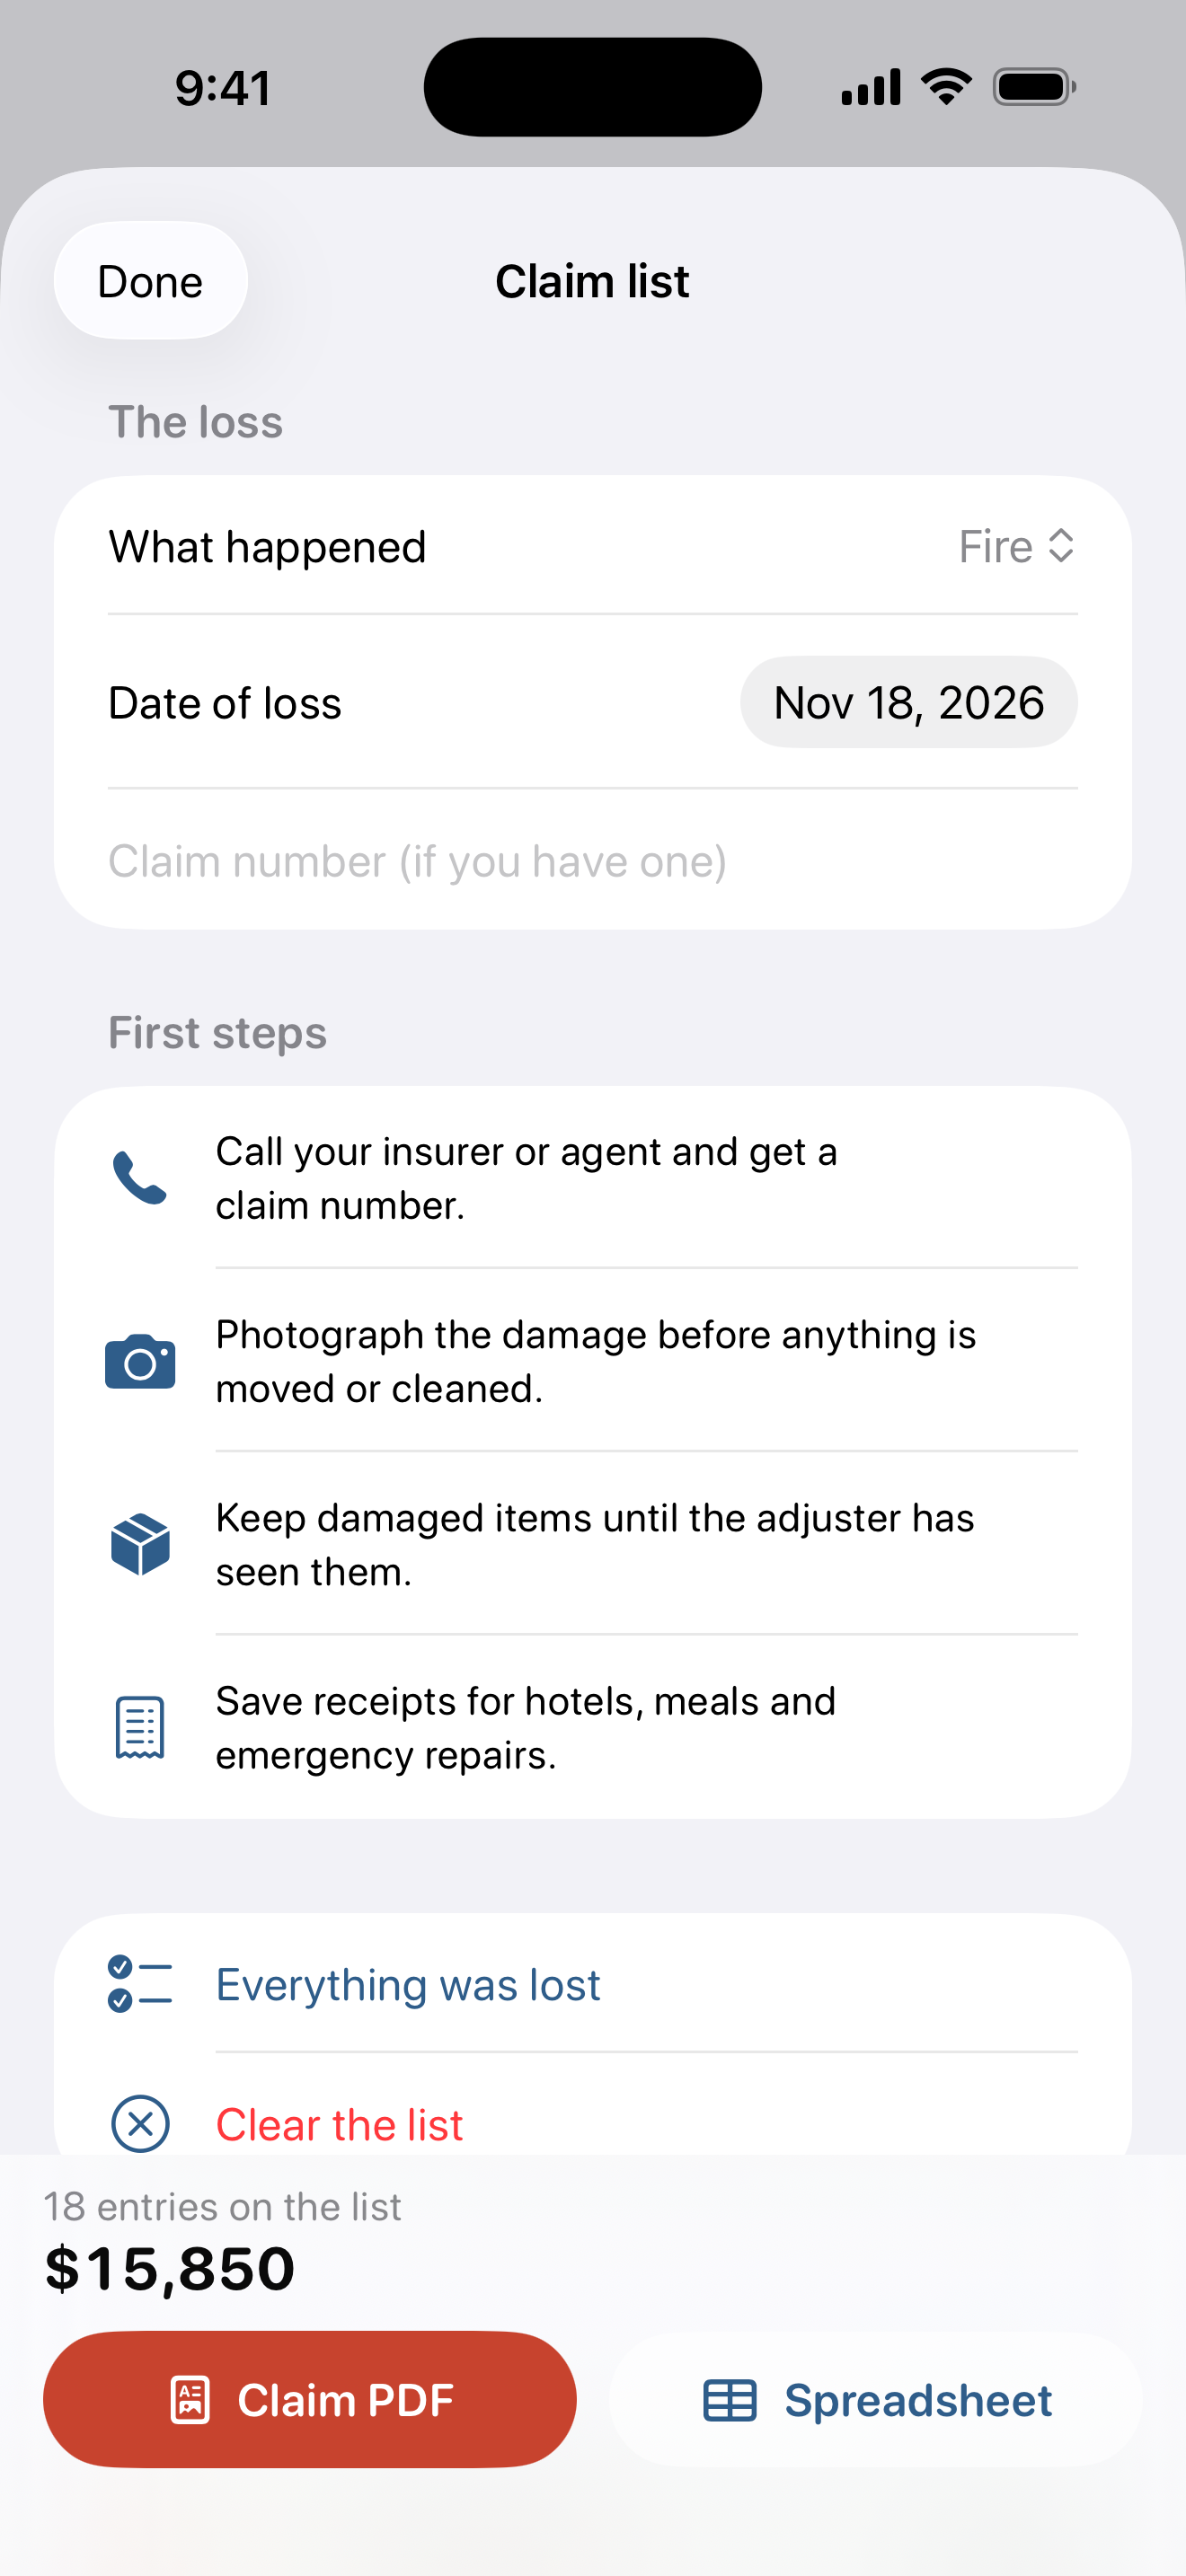 9:41
Done
Claim list
The loss
What happened
Fire
Date of loss
Nov 18, 2026
Claim number (if you have one)
First steps
Call your insurer or agent and get a
claim number.
Photograph the damage before anything is
moved or cleaned.
Keep damaged items until the adjuster has
seen them.
Save receipts for hotels, meals and
emergency repairs.
Everything was lost
Clear the list
18 entries on the list
$15,850
Claim PDF
Spreadsheet